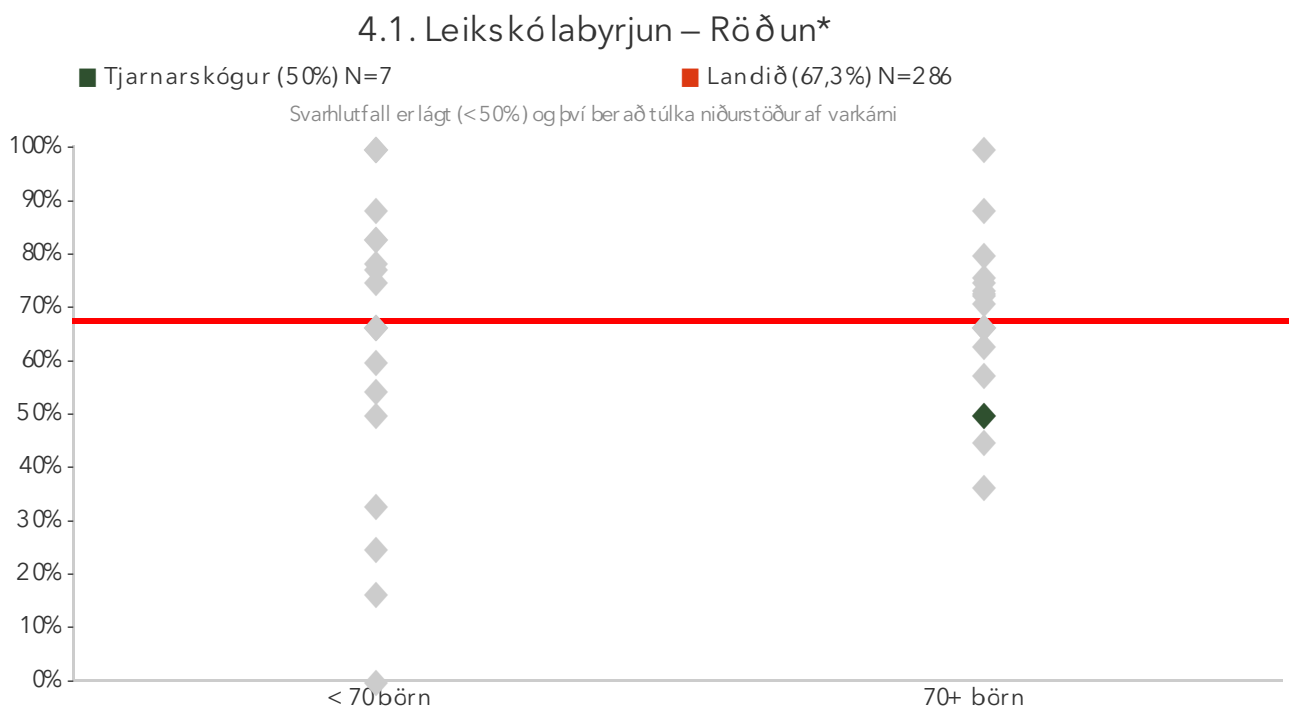 4.1. Leikskólabyrjun – Röðun*
Tjarnarskógur (50%) N=7
Landið (67,3%) N=286
Svarhlutfall er lágt (<50%) og því ber að túlka niðurstöður af varkárni
100%
90%
80%
70%
60%
50%
40%
30%
20%
10%
0%
< 70 börn
70+ börn